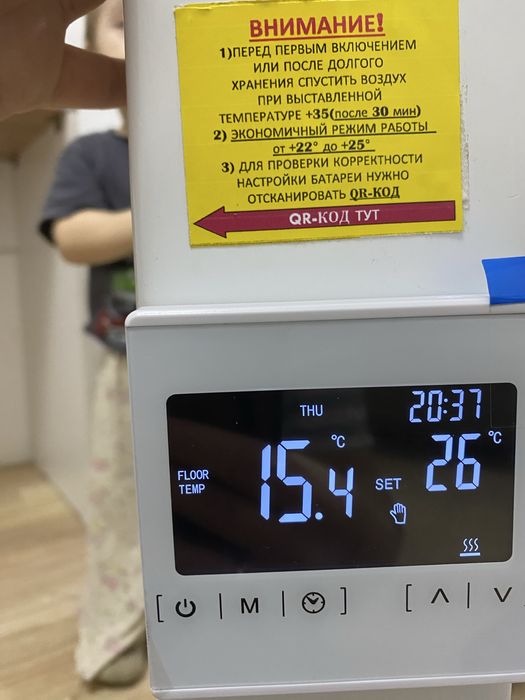 ВНИМАНИЕ!
1)ПЕРЕД ПЕРВЫМ ВКЛЮЧЕНИЕМ
ИЛИ ПОСЛЕ ДОЛГОГО
ХРАНЕНИЯ СПУСТИТЬ ВОЗДУХ
ПРИ ВЫСТАВЛЕННОЙ
ТЕМПЕРАТУРЕ +35(после 30 мин)
2) ЭКОНОМИЧНЫЙ РЕЖИМ РАБОТЫ
от +22° до +25°
3) ДЛЯ ПРОВЕРКИ КОРРЕКТНОСТИ
НАСТРОЙКИ БАТАРЕИ НУЖНО
ОТСКАНИРОВАТЬ QR-КОД
QR-КОД ТУТ
THU 20:37
FLOOR TEMP 15.4 °C SET 26 °C
[ | M | ] [ ∧ | ∨